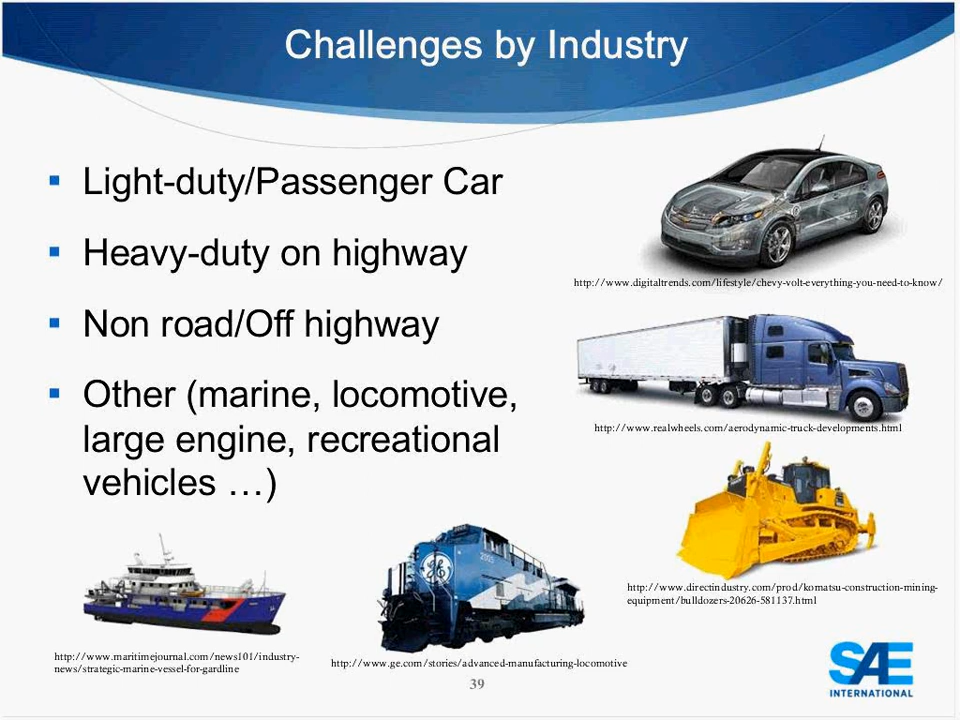 Challenges by Industry
▪ Light-duty/Passenger Car
▪ Heavy-duty on highway
▪ Non road/Off highway
▪ Other (marine, locomotive,
large engine, recreational
vehicles …)
http://www.digitaltrends.com/lifestyle/chevy-volt-everything-you-need-to-know/
http://www.realwheels.com/aerodynamic-truck-developments.html
http://www.directindustry.com/prod/komatsu-construction-mining-
equipment/bulldozers-20626-581137.html
2005
GE
http://www.maritimejournal.com/news101/industry-
news/strategic-marine-vessel-for-gardline
http://www.ge.com/stories/advanced-manufacturing-locomotive
39
SAE
INTERNATIONAL